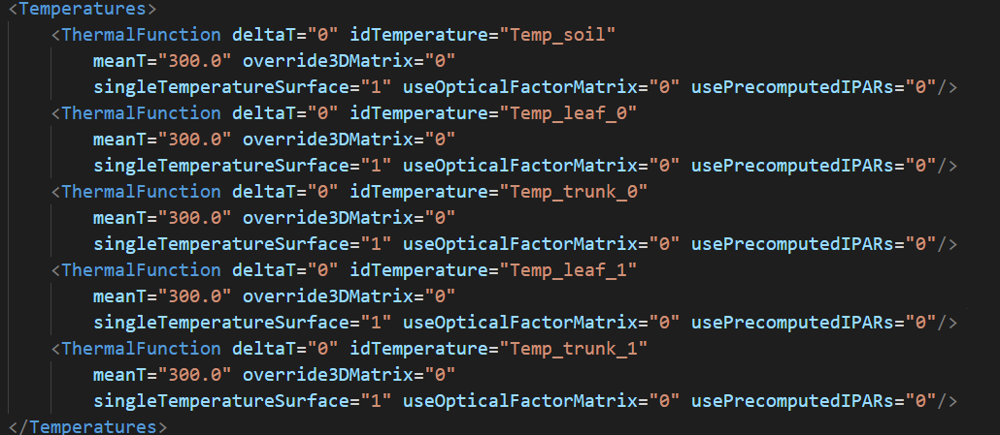 <Temperatures>
<ThermalFunction deltaT="0" idTemperature="Temp_soil"
meanT="300.0" override3DMatrix="0"
singleTemperatureSurface="1" useOpticalFactorMatrix="0" usePrecomputedIPARs="0"/>
<ThermalFunction deltaT="0" idTemperature="Temp_leaf_0"
meanT="300.0" override3DMatrix="0"
singleTemperatureSurface="1" useOpticalFactorMatrix="0" usePrecomputedIPARs="0"/>
<ThermalFunction deltaT="0" idTemperature="Temp_trunk_0"
meanT="300.0" override3DMatrix="0"
singleTemperatureSurface="1" useOpticalFactorMatrix="0" usePrecomputedIPARs="0"/>
<ThermalFunction deltaT="0" idTemperature="Temp_leaf_1"
meanT="300.0" override3DMatrix="0"
singleTemperatureSurface="1" useOpticalFactorMatrix="0" usePrecomputedIPARs="0"/>
<ThermalFunction deltaT="0" idTemperature="Temp_trunk_1"
meanT="300.0" override3DMatrix="0"
singleTemperatureSurface="1" useOpticalFactorMatrix="0" usePrecomputedIPARs="0"/>
</Temperatures>